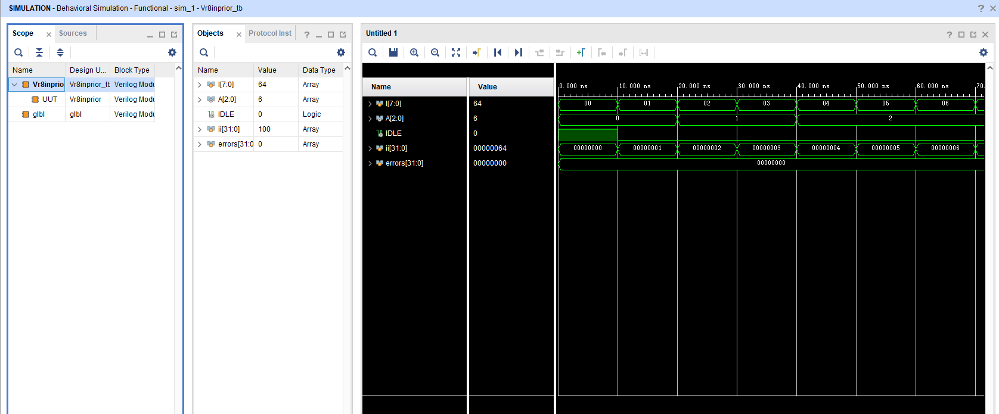 SIMULATION - Behavioral Simulation - Functional - sim_1 - Vr8inprior_tb
Scope Sources
Name Design U... Block Type
Vr8inprio Vr8inprior_tb Verilog Modu
UUT Vr8inprior Verilog Modu
glbl glbl Verilog Modu
Objects Protocol Inst
Name Value Data Type
I[7:0] 64 Array
A[2:0] 6 Array
IDLE 0 Logic
ii[31:0] 100 Array
errors[31:0 0 Array
Untitled 1
Name Value
I[7:0] 64
A[2:0] 6
IDLE 0
ii[31:0] 00000064
errors[31:0] 00000000
0.000 ns 10.000 ns 20.000 ns 30.000 ns 40.000 ns 50.000 ns 60.000 ns 70.
00 01 02 03 04 05 06
0 1 2
00000000 00000001 00000002 00000003 00000004 00000005 00000006
00000000